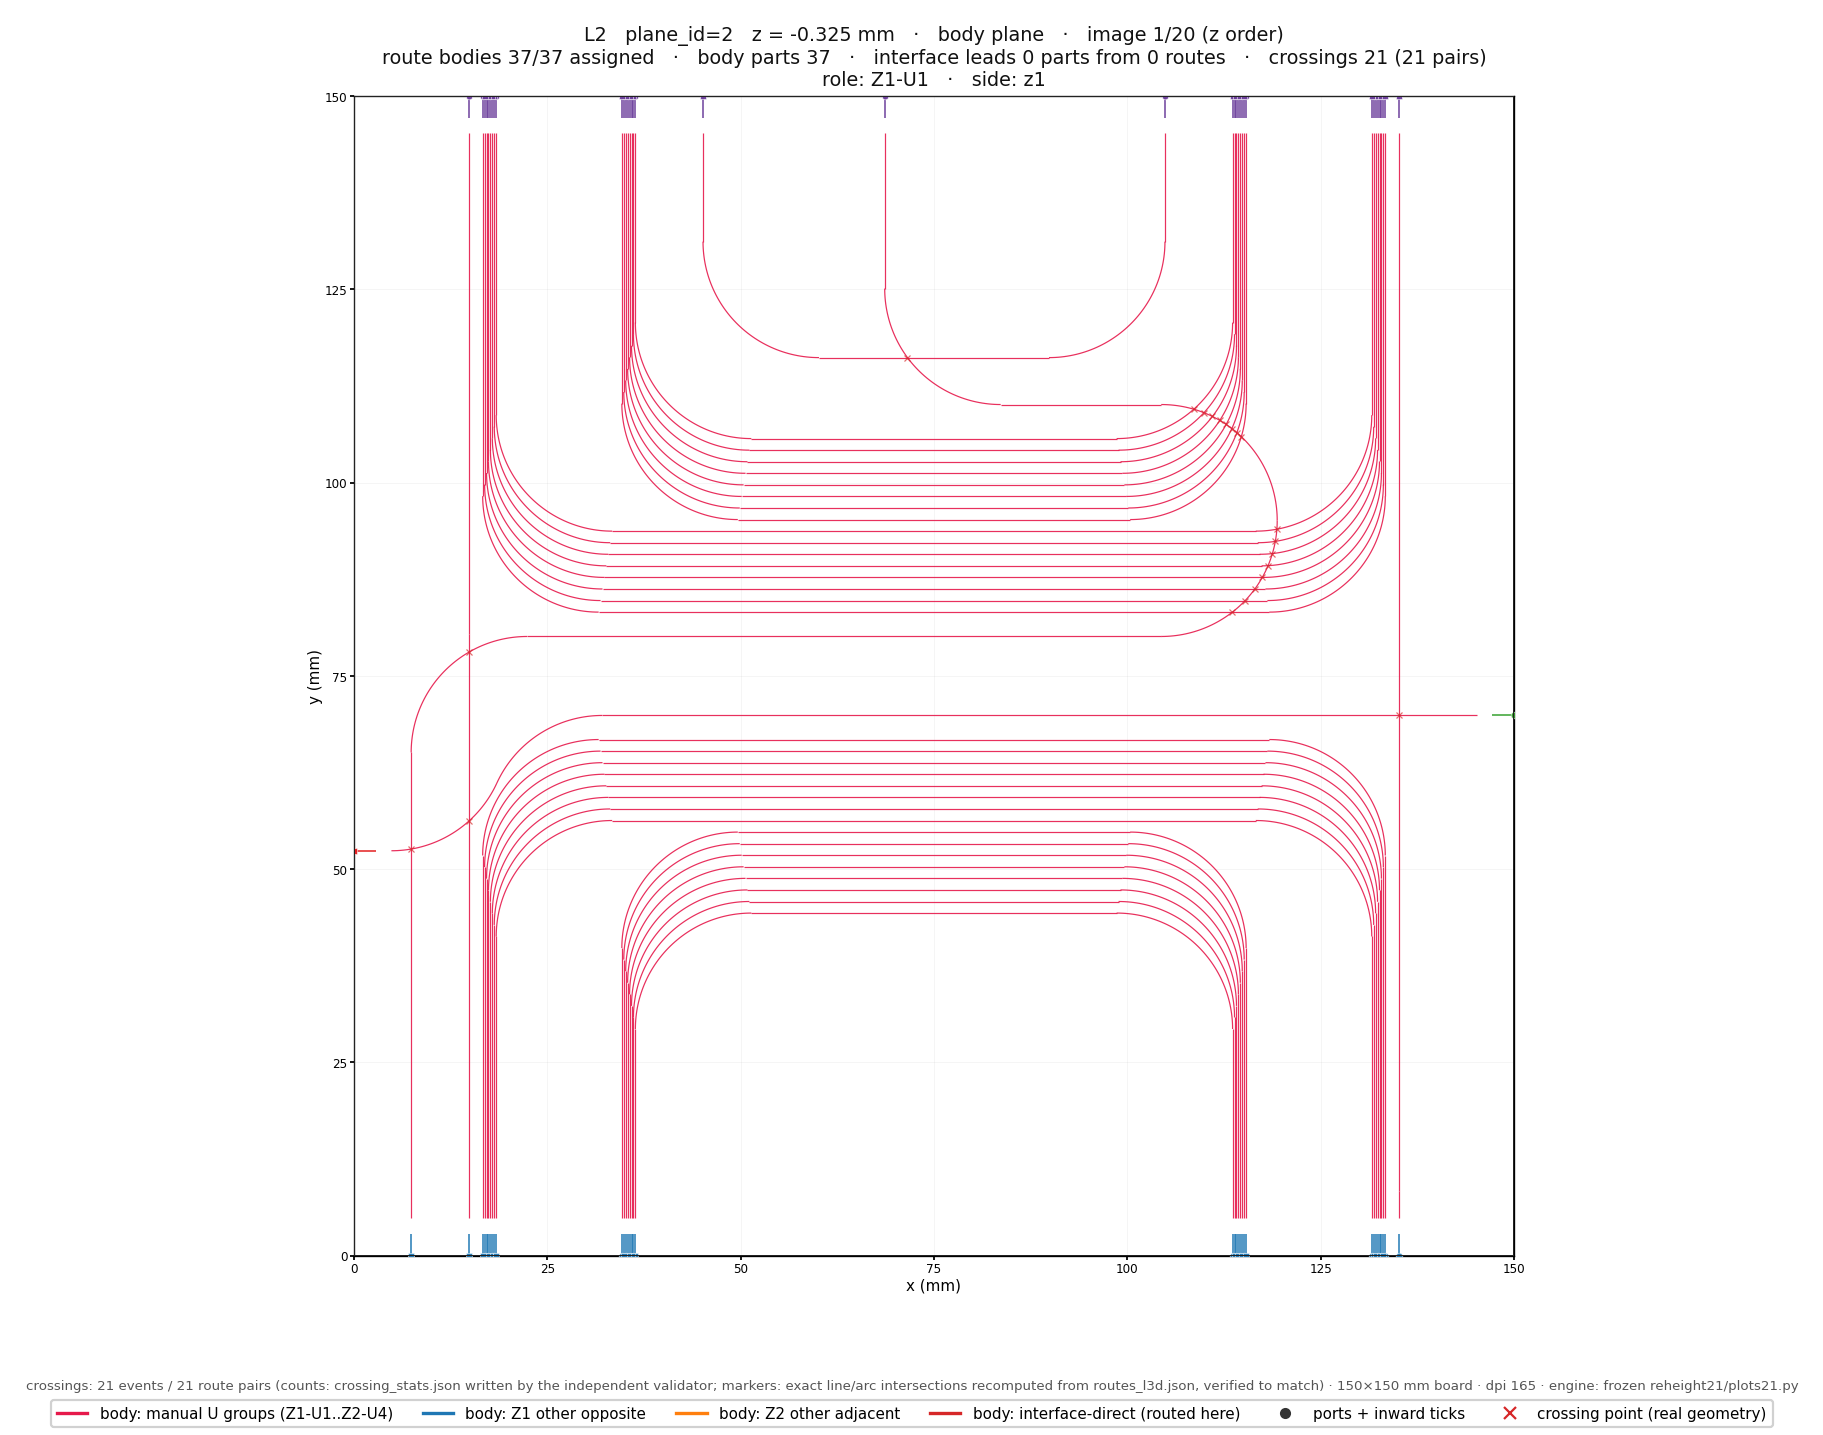 L2   plane_id=2   z = -0.325 mm   ·   body plane   ·   image 1/20 (z order)
route bodies 37/37 assigned   ·   body parts 37   ·   interface leads 0 parts from 0 routes   ·   crossings 21 (21 pairs)
role: Z1-U1   ·   side: z1
150
125
100
75
50
25
0
y (mm)
0 25 50 75 100 125 150
x (mm)
crossings: 21 events / 21 route pairs (counts: crossing_stats.json written by the independent validator; markers: exact line/arc intersections recomputed from routes_l3d.json, verified to match) · 150×150 mm board · dpi 165 · engine: frozen reheight21/plots21.py
body: manual U groups (Z1-U1..Z2-U4) body: Z1 other opposite body: Z2 other adjacent body: interface-direct (routed here) ports + inward ticks crossing point (real geometry)